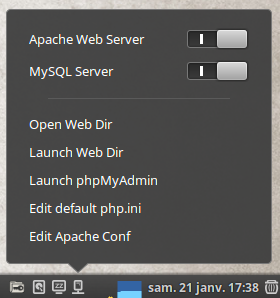 Apache Web Server
MySQL Server
Open Web Dir
Launch Web Dir
Launch phpMyAdmin
Edit default php.ini
Edit Apache Conf
sam. 21 janv. 17:38